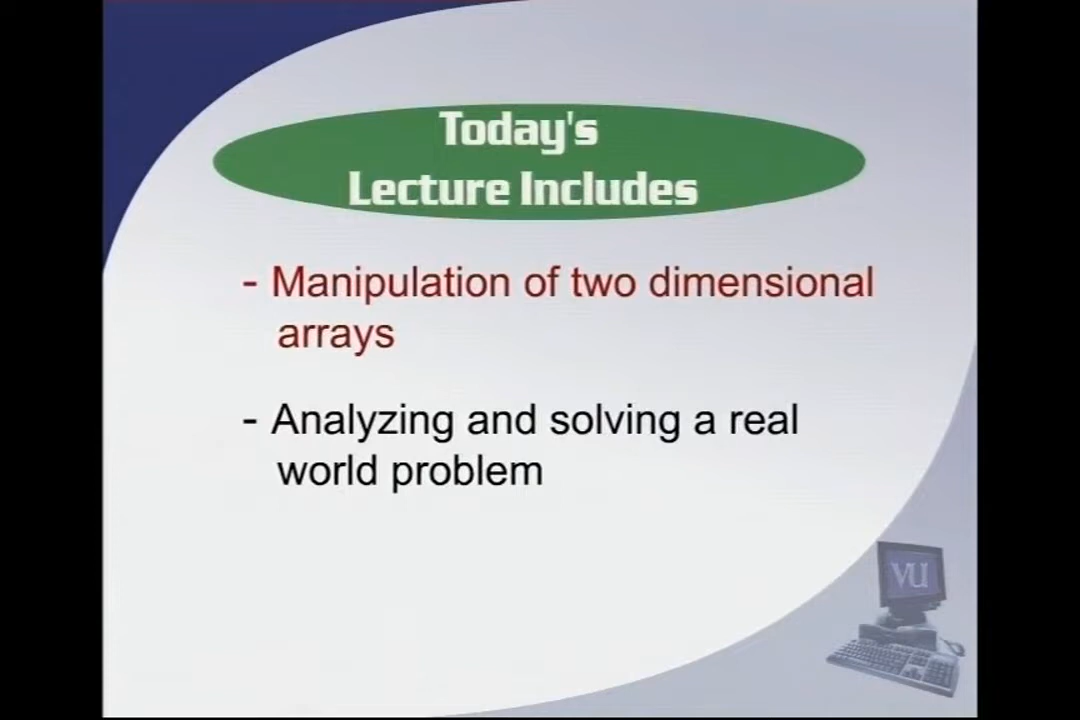 Today's
Lecture Includes
- Manipulation of two dimensional
arrays
- Analyzing and solving a real
world problem
VU